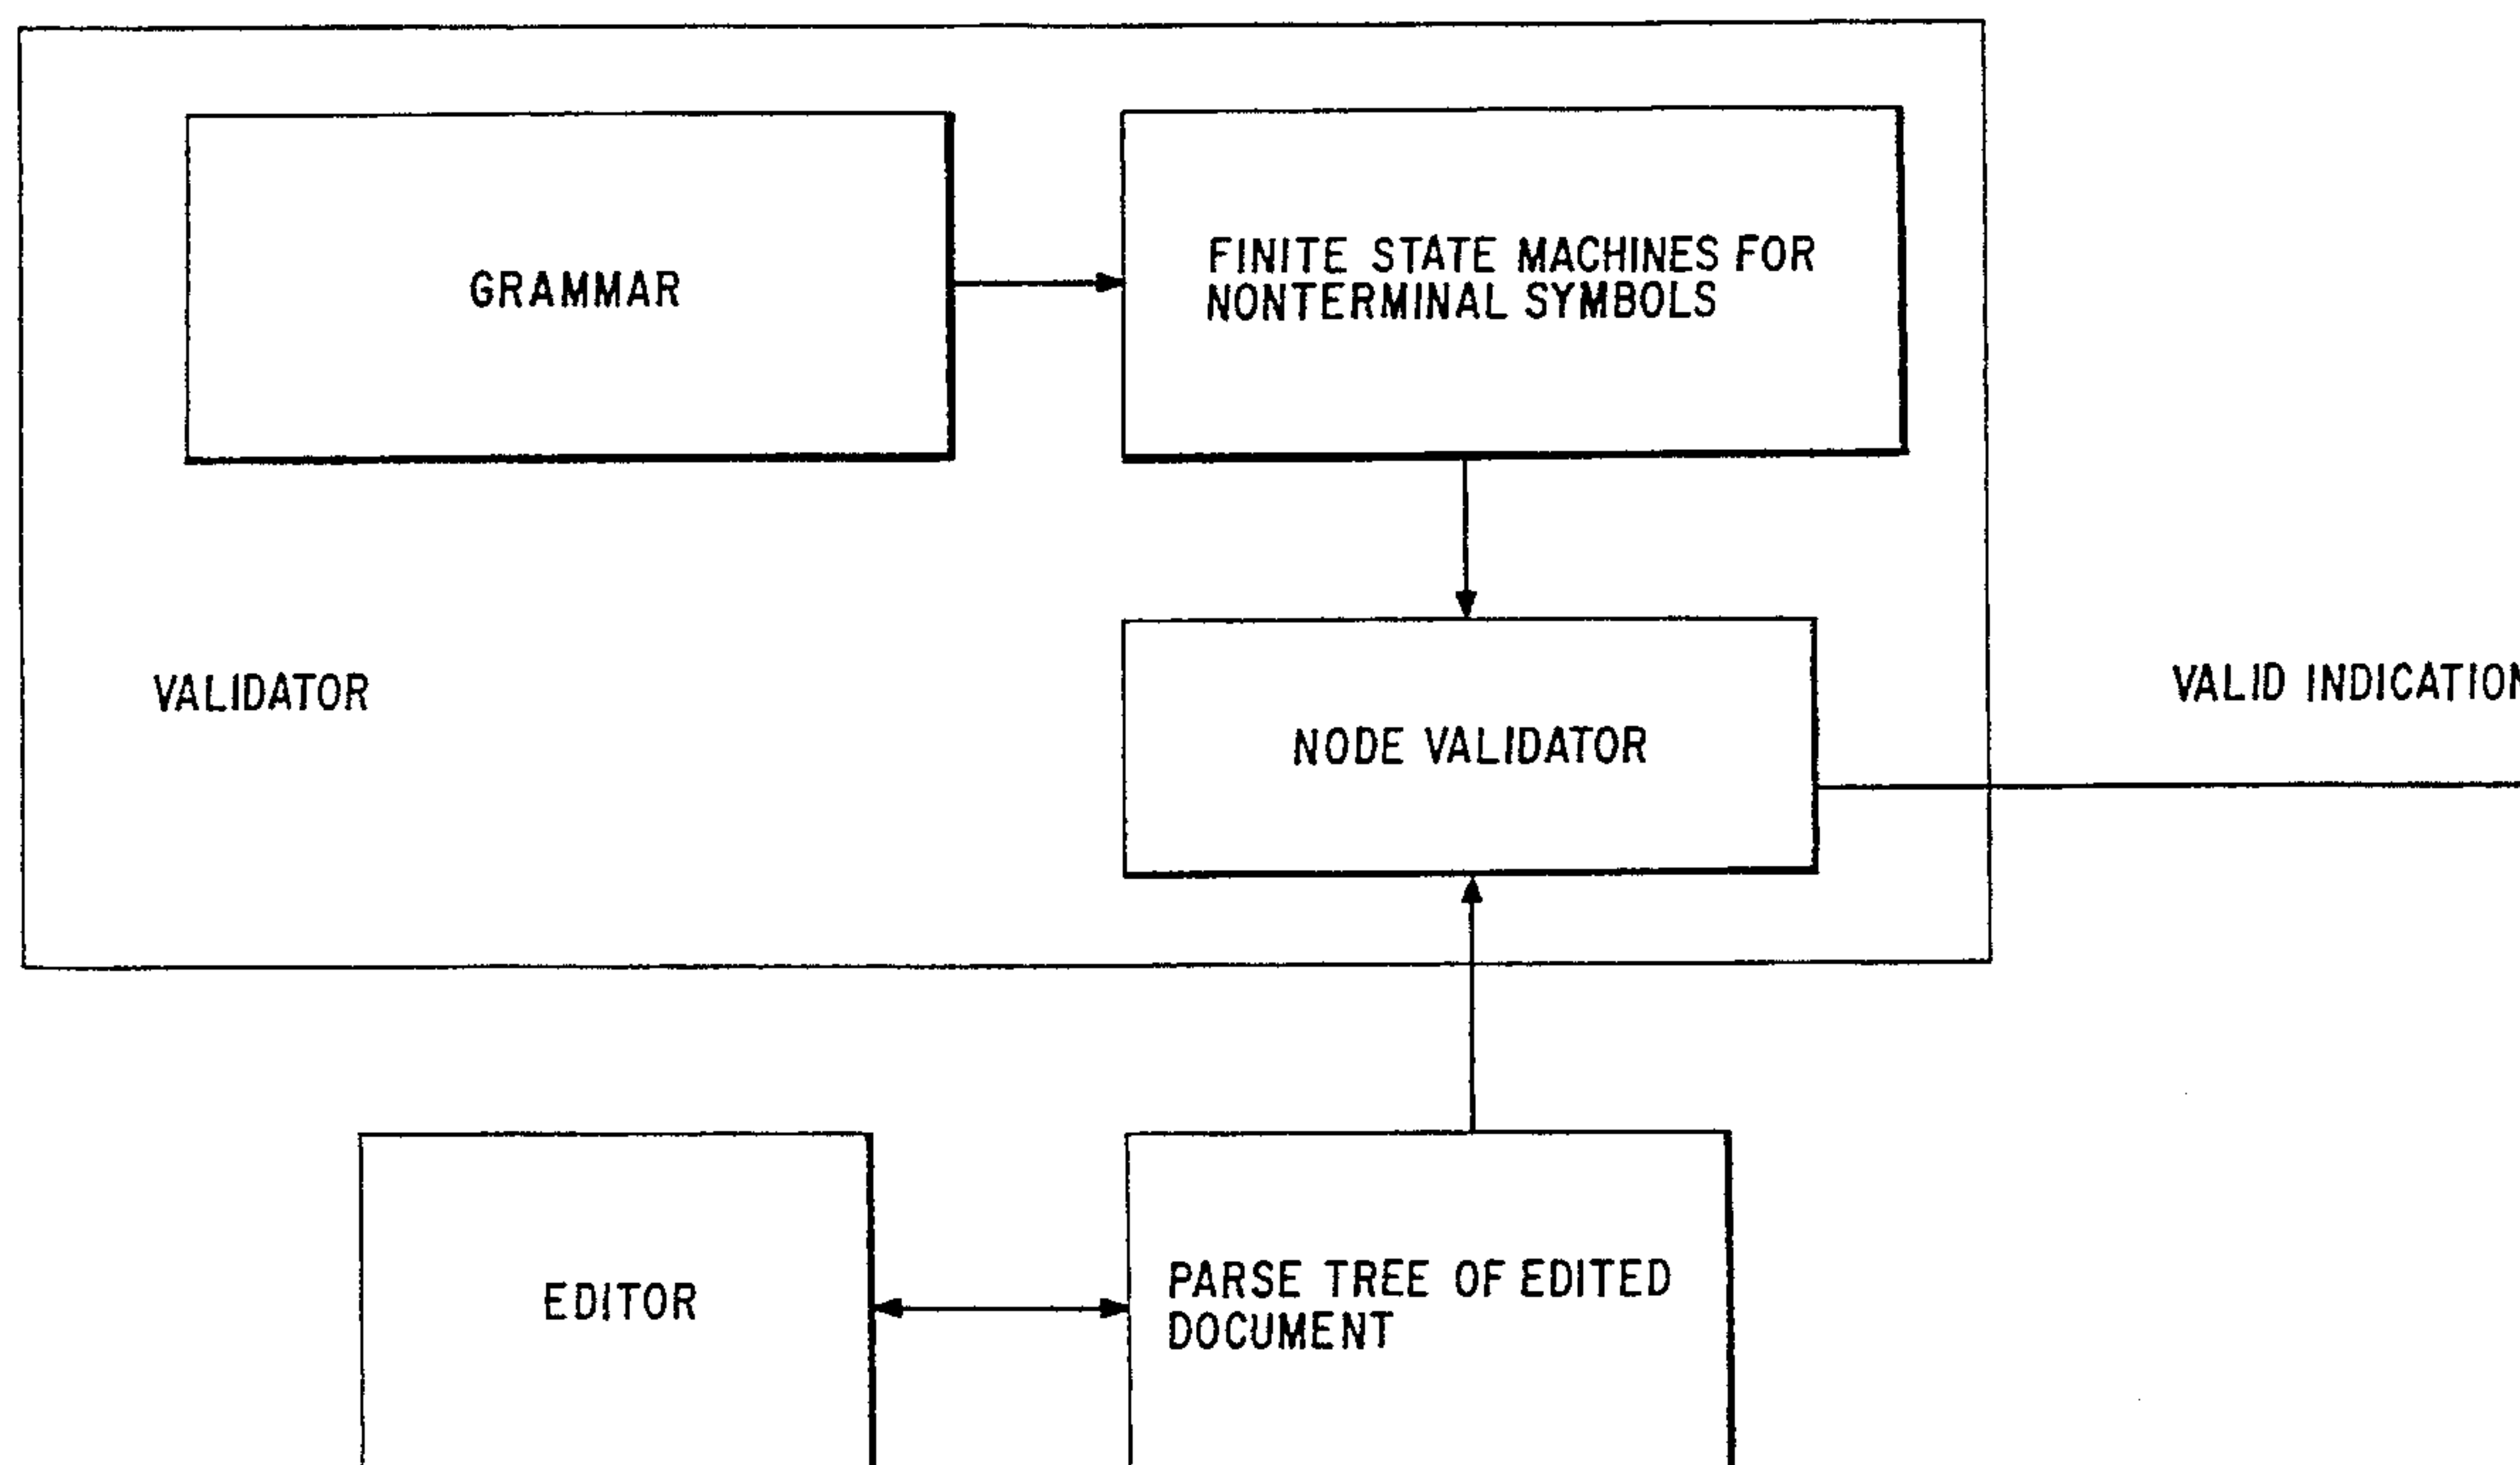 GRAMMAR
FINITE STATE MACHINES FOR
NONTERMINAL SYMBOLS
VALIDATOR
NODE VALIDATOR
VALID INDICATION
EDITOR
PARSE TREE OF EDITED
DOCUMENT